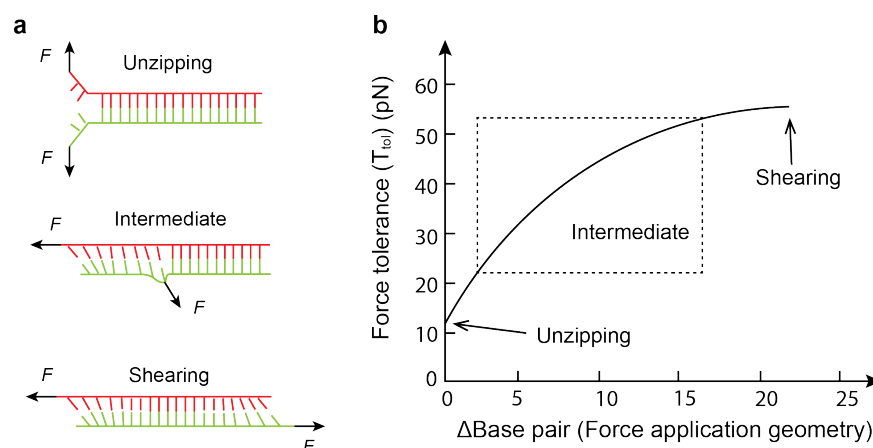 a
F
Unzipping
F
Intermediate
F
F
Shearing
F
F
b
Force tolerance (Ttol) (pN)
60
50
40
30
20
10
0
Shearing
Intermediate
Unzipping
0 5 10 15 20 25
ΔBase pair (Force application geometry)